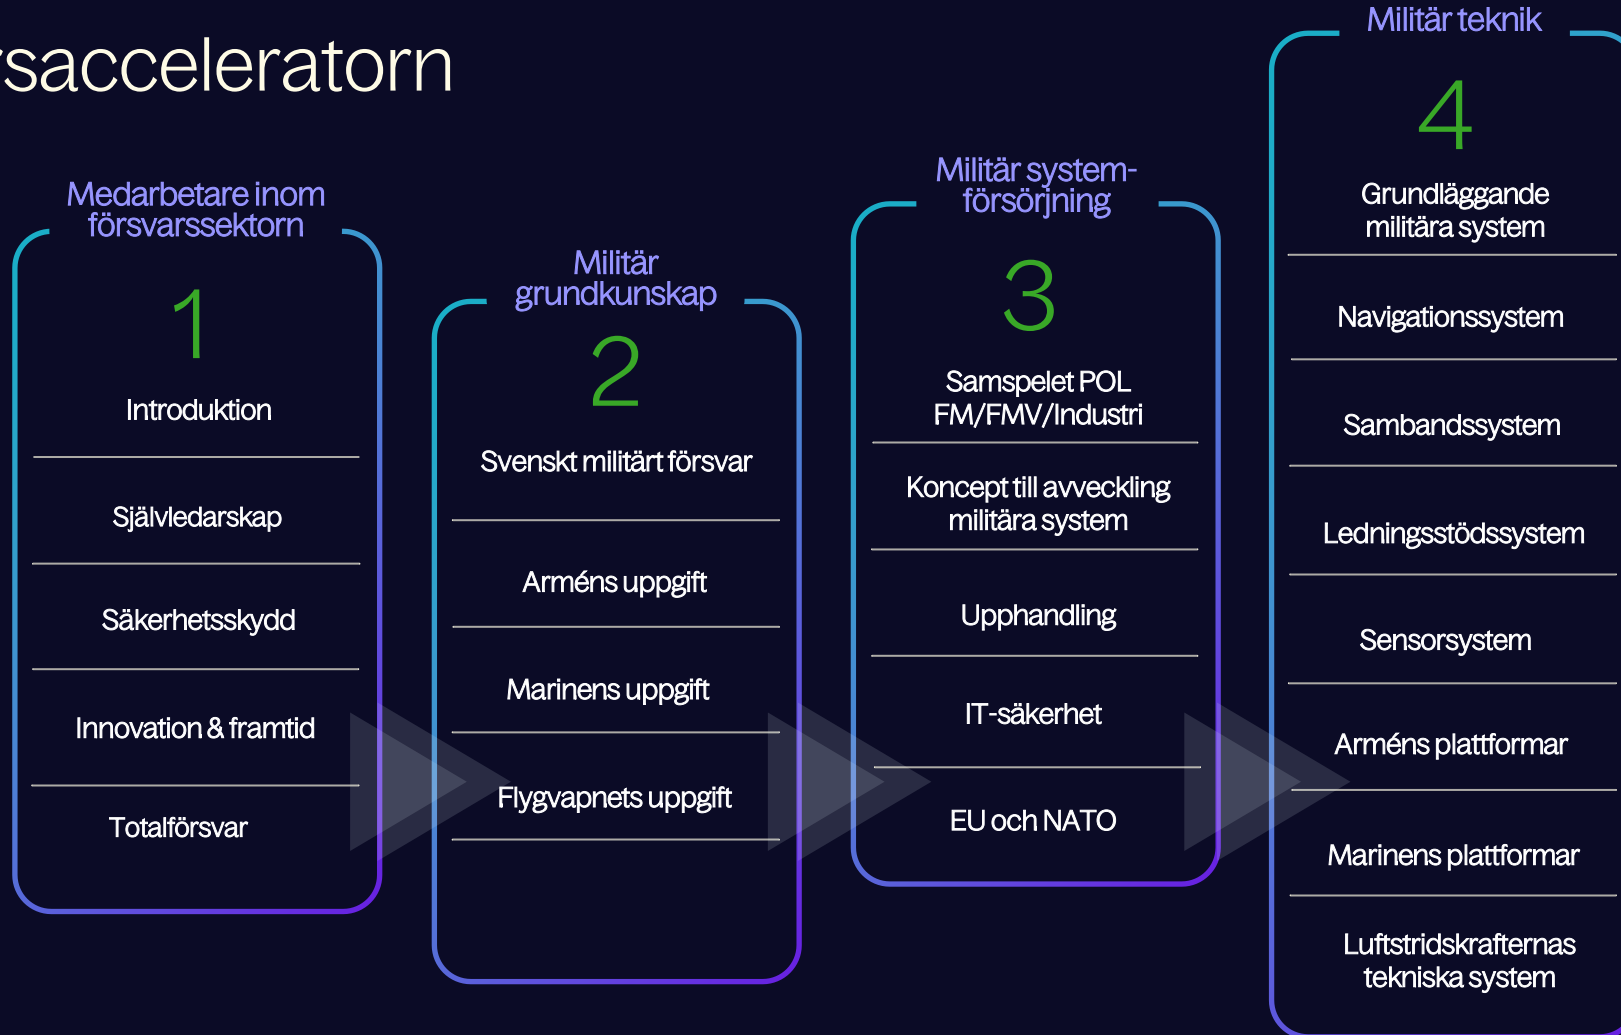 rsacceleratorn
Medarbetare inom
försvarssektorn
1
Introduktion
Självledarskap
Säkerhetsskydd
Innovation & framtid
Totalförsvar
Militär
grundkunskap
2
Svenskt militärt försvar
Arméns uppgift
Marinens uppgift
Flygvapnets uppgift
Militär system-
försörjning
3
Samspelet POL
FM/FMV/Industri
Koncept till avveckling
militära system
Upphandling
IT-säkerhet
EU och NATO
Militär teknik
4
Grundläggande
militära system
Navigationssystem
Sambandssystem
Ledningsstödssystem
Sensorsystem
Arméns plattformar
Marinens plattformar
Luftstridskrafternas
tekniska system